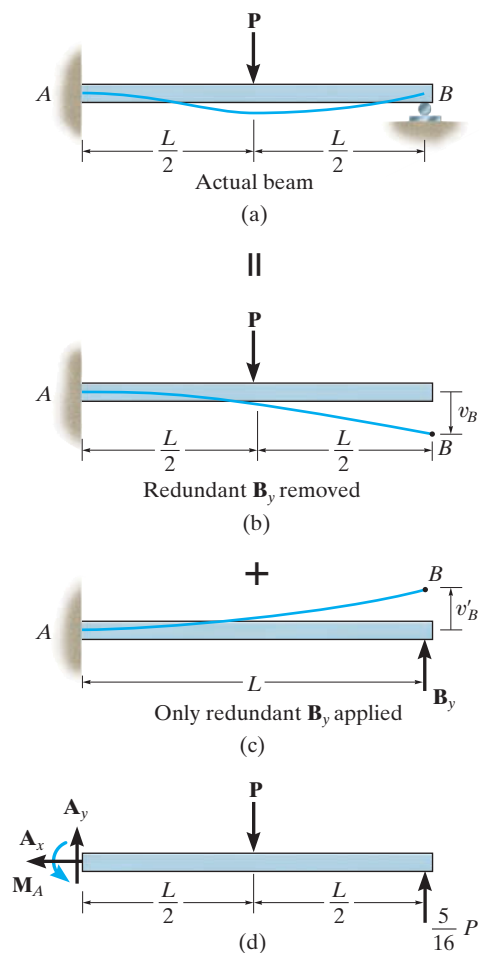 P
A
B
L/2
L/2
Actual beam
(a)
=
P
A
v_B
B
L/2
L/2
Redundant B_y removed
(b)
+
B
A
v'_B
L
B_y
Only redundant B_y applied
(c)
P
A_y
A_x
M_A
L/2
L/2
5/16 P
(d)